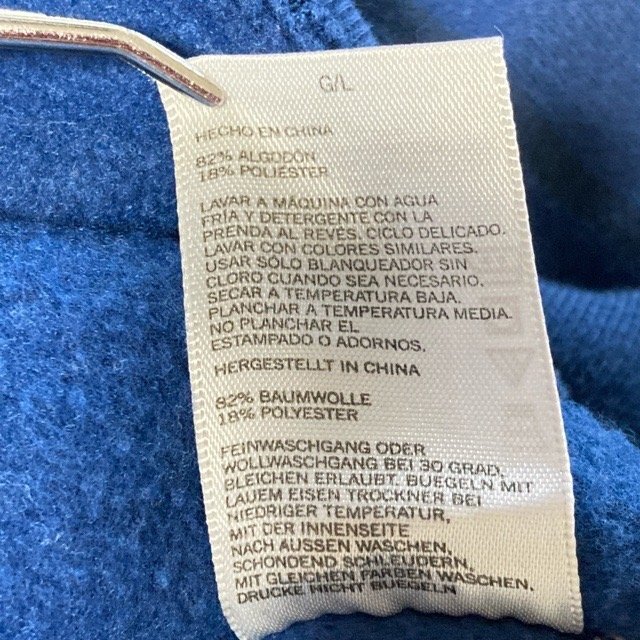 G/L
HECHO EN CHINA
82% ALGODÓN
18% POLIÉSTER
LAVAR A MÁQUINA CON AGUA
FRÍA Y DETERGENTE CON LA
PRENDA AL REVÉS, CICLO DELICADO.
LAVAR CON COLORES SIMILARES.
USAR SÓLO BLANQUEADOR SIN
CLORO CUANDO SEA NECESARIO.
SECAR A TEMPERATURA BAJA.
PLANCHAR A TEMPERATURA MEDIA.
NO PLANCHAR EL
ESTAMPADO O ADORNOS.
HERGESTELLT IN CHINA
82% BAUMWOLLE
18% POLYESTER
FEINWASCHGANG ODER
WOLLWASCHGANG BEI 30 GRAD.
BLEICHEN ERLAUBT. BUEGELN MIT
LAUEM EISEN TROCKNER BEI
NIEDRIGER TEMPERATUR,
MIT DER INNENSEITE
NACH AUSSEN WASCHEN,
SCHONDEND SCHLEUDERN,
MIT GLEICHEN FARBEN WASCHEN.
DRUCKE NICHT BUEGELN